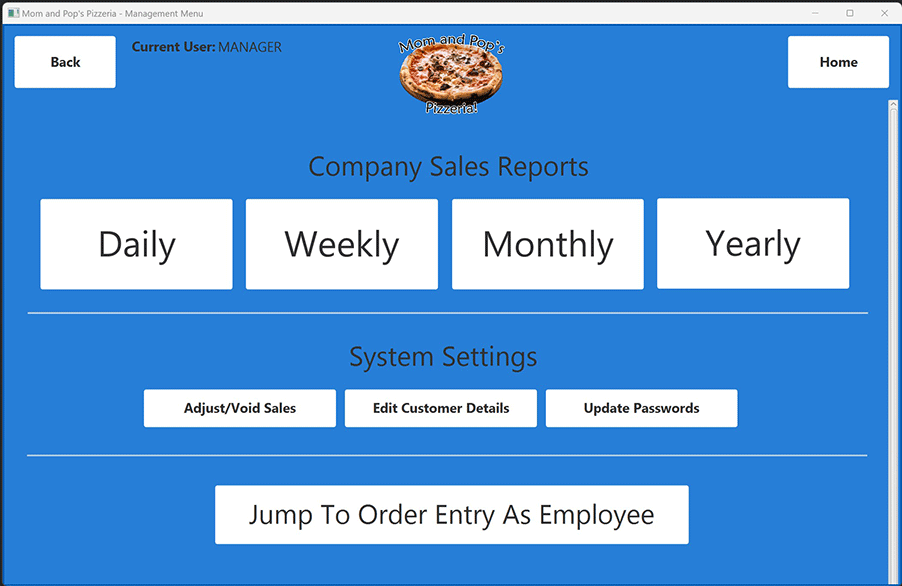 Mom and Pop's Pizzeria - Management Menu
Back
Current User: MANAGER
Mom and Pop's
Pizzeria!
Home
Company Sales Reports
Daily Weekly Monthly Yearly
System Settings
Adjust/Void Sales Edit Customer Details Update Passwords
Jump To Order Entry As Employee